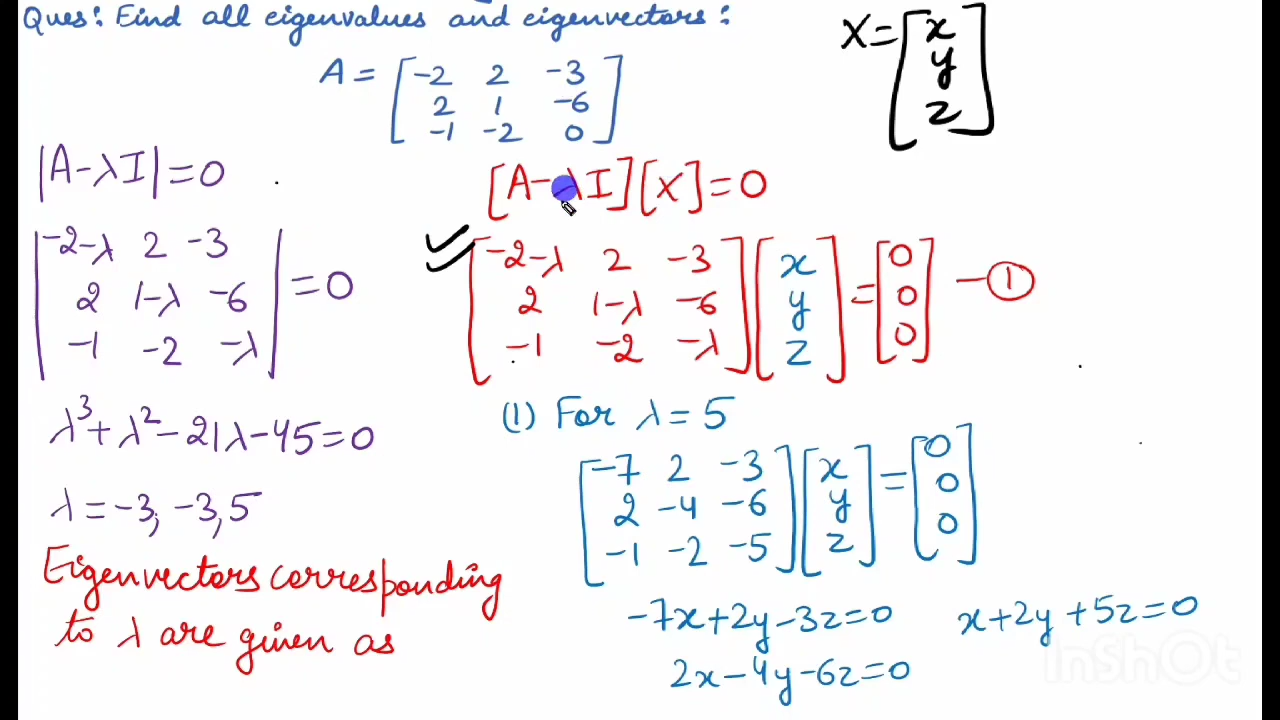 Ques: Find all eigenvalues and eigenvectors:
A = [-2 2 -3
2 1 -6
-1 -2 0]
X = [x
y
z]
|A-λI|=0
|-2-λ 2 -3
2 1-λ -6
-1 -2 -λ| = 0
λ³+λ²-21λ-45=0
λ = -3, -3, 5
Eigenvectors corresponding
to λ are given as
[A-λI][X]=0
[-2-λ 2 -3
2 1-λ -6
-1 -2 -λ] [x y z] = [0 0 0] - ①
(1) For λ = 5
[-7 2 -3
2 -4 -6
-1 -2 -5] [x y z] = [0 0 0]
-7x+2y-3z=0 x+2y+5z=0
2x-4y-6z=0
InShOt